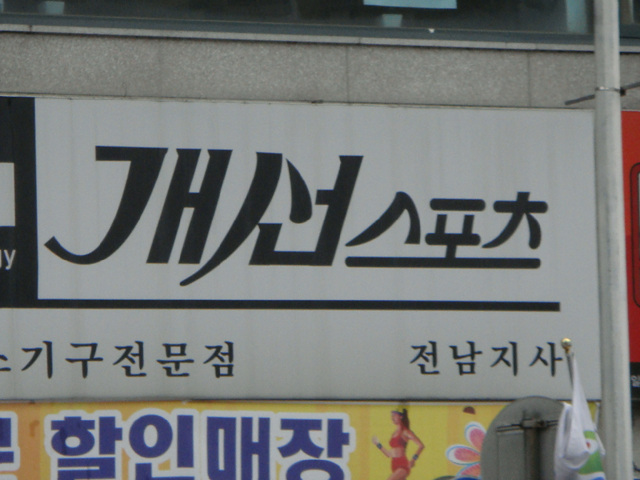 개선스포츠
기구전문점 전남지사
할인매장